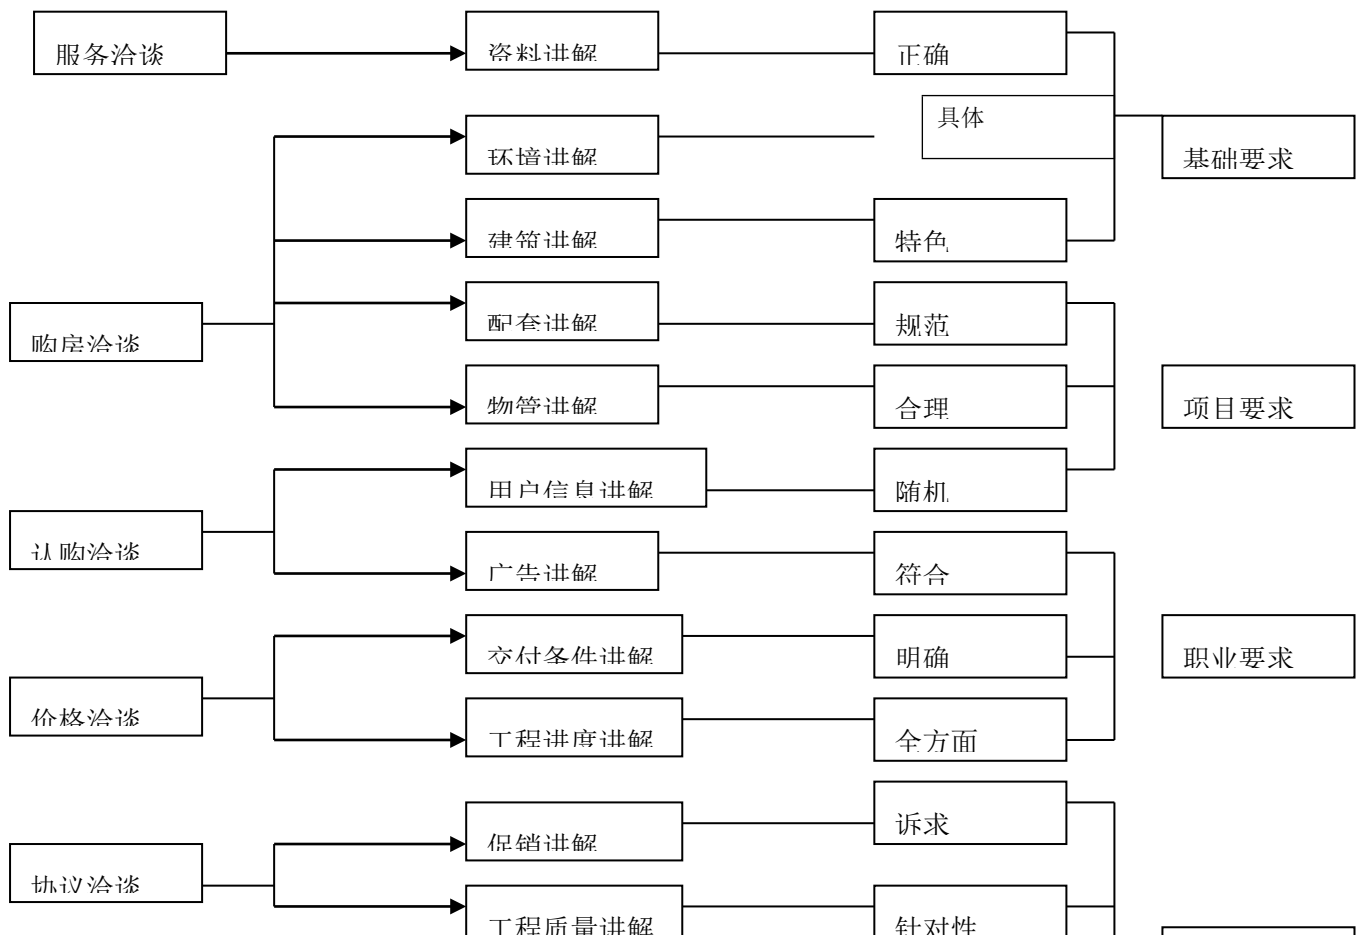 服务洽谈
资料讲解
正确
具体
环境讲解
基础要求
建筑讲解
特色
配套讲解
规范
购房洽谈
物管讲解
合理
项目要求
用户信息讲解
随机
认购洽谈
广告讲解
符合
交付条件讲解
明确
职业要求
价格洽谈
工程进度讲解
全方面
促销讲解
诉求
协议洽谈
工程质量讲解
针对性